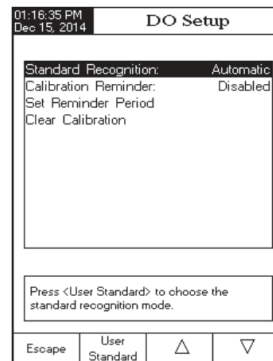 01:16:35 PM
Dec 15, 2014
DO Setup
Standard Recognition: Automatic
Calibration Reminder: Disabled
Set Reminder Period
Clear Calibration
Press <User Standard> to choose the
standard recognition mode.
Escape
User
Standard